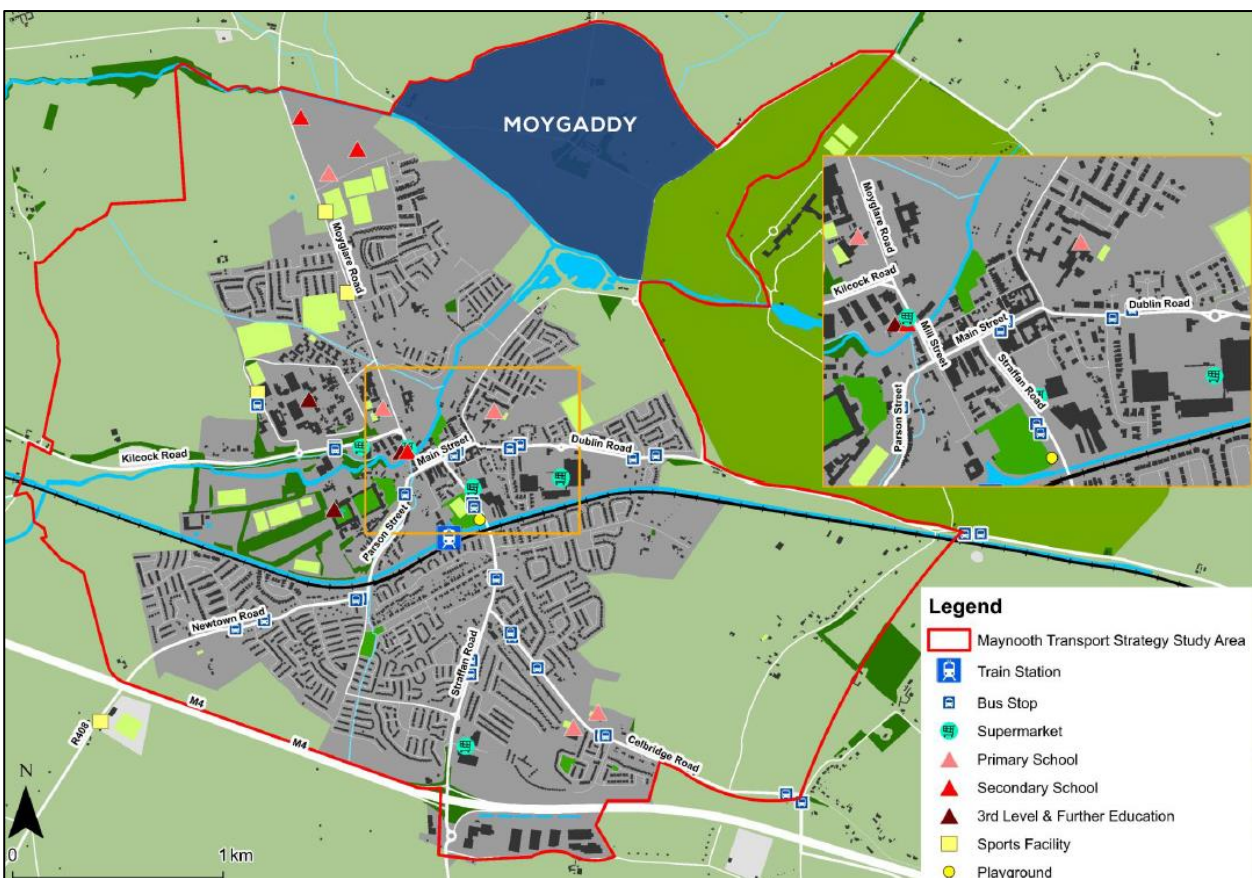 MOYGADDY
Moyglare Road
Kilcock Road
Main Street
Dublin Road
Parson Street
Newtown Road
Straffan Road
Celbridge Road
M4
M4
R408
N
0 1 km
Moyglare Road
Kilcock Road
Mill Street
Main Street
Dublin Road
Straffan Road
Parson Street
Legend
Maynooth Transport Strategy Study Area
Train Station
Bus Stop
Supermarket
Primary School
Secondary School
3rd Level & Further Education
Sports Facility
Playground